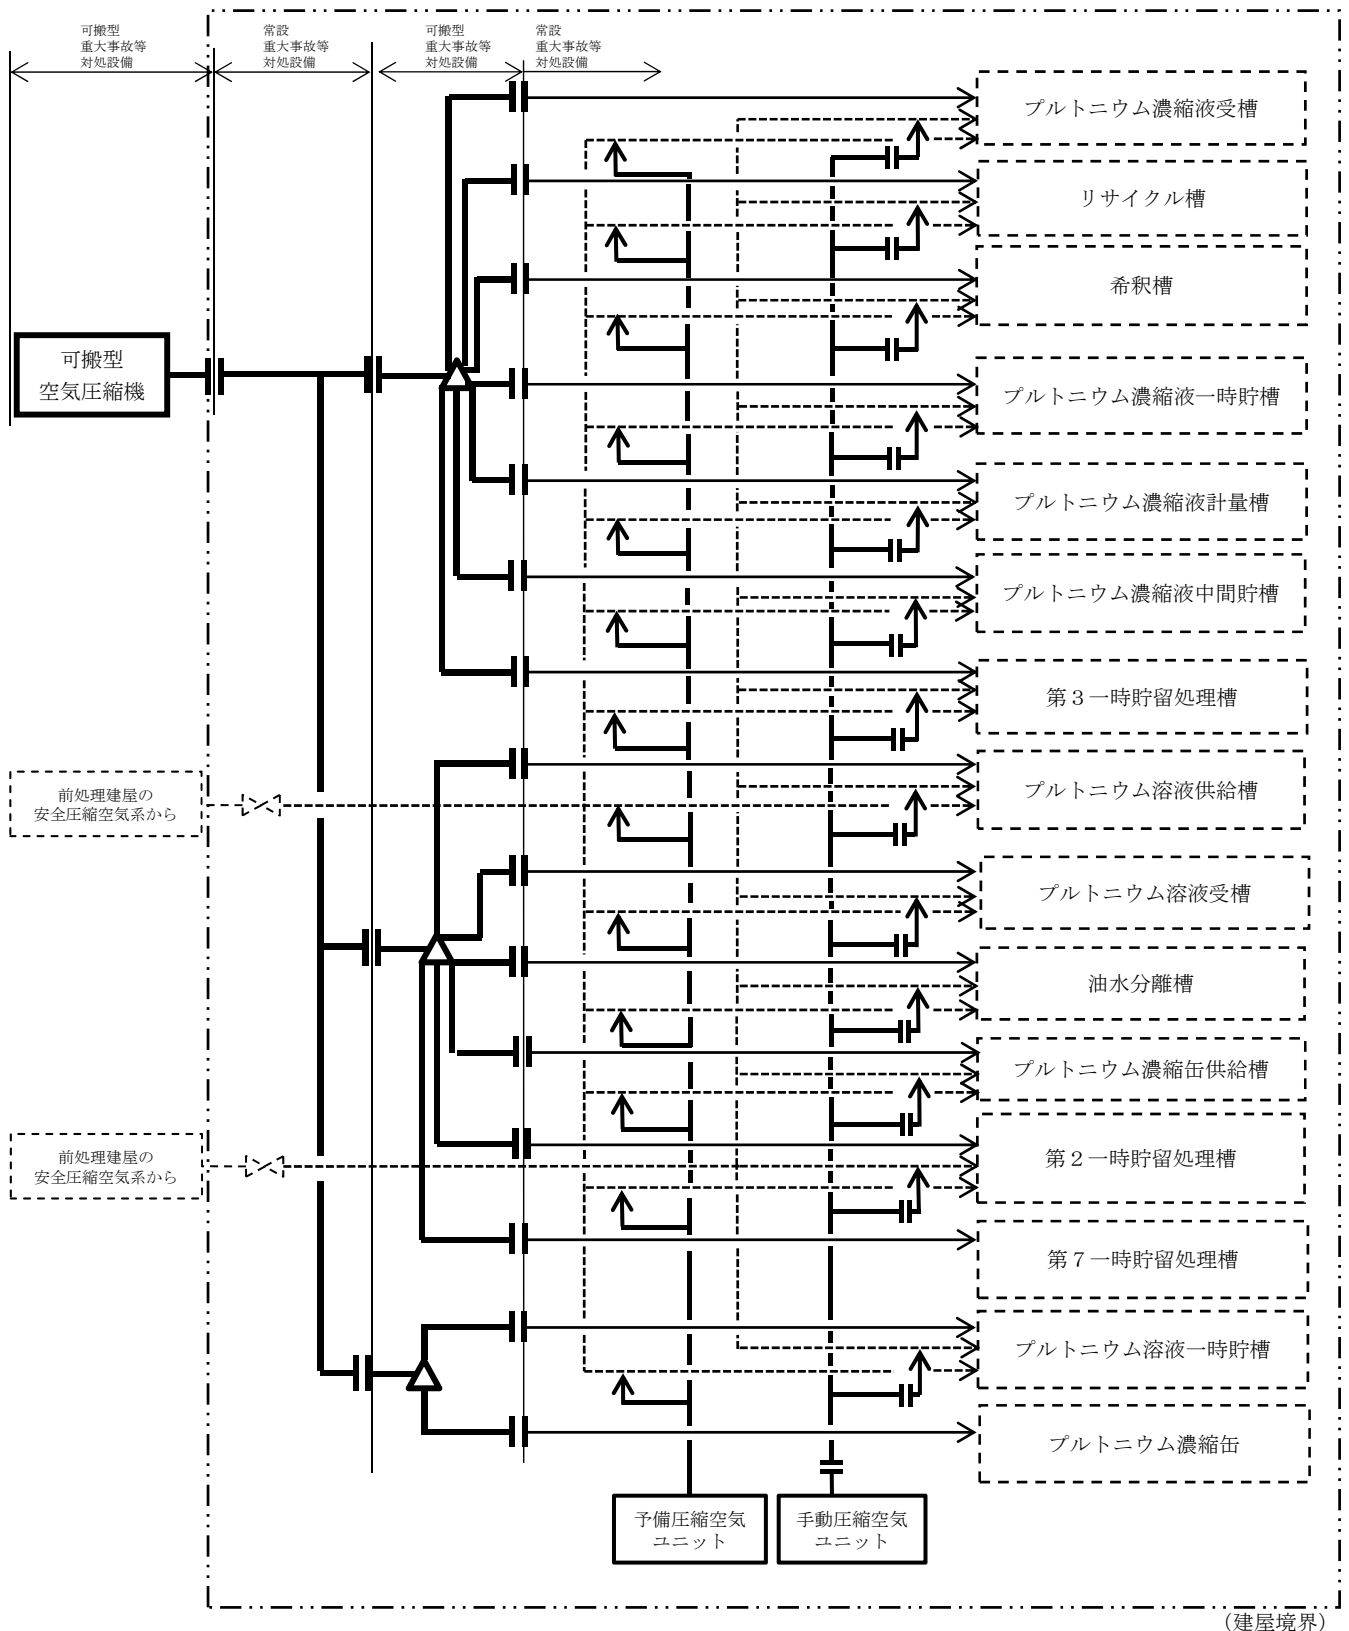 可搬型
重大事故等
対処設備
常設
重大事故等
対処設備
可搬型
重大事故等
対処設備
常設
重大事故等
対処設備
プルトニウム濃縮液受槽
リサイクル槽
希釈槽
可搬型
空気圧縮機
プルトニウム濃縮液一時貯槽
プルトニウム濃縮液計量槽
プルトニウム濃縮液中間貯槽
第３一時貯留処理槽
前処理建屋の
安全圧縮空気系から
プルトニウム溶液供給槽
プルトニウム溶液受槽
油水分離槽
プルトニウム濃縮缶供給槽
前処理建屋の
安全圧縮空気系から
第２一時貯留処理槽
第７一時貯留処理槽
プルトニウム溶液一時貯槽
プルトニウム濃縮缶
予備圧縮空気
ユニット
手動圧縮空気
ユニット
（建屋境界）